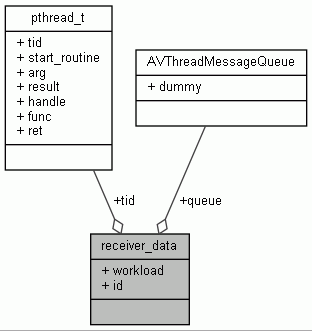 pthread_t
+ tid
+ start_routine
+ arg
+ result
+ handle
+ func
+ ret
AVThreadMessageQueue
+ dummy
+tid
+queue
receiver_data
+ workload
+ id